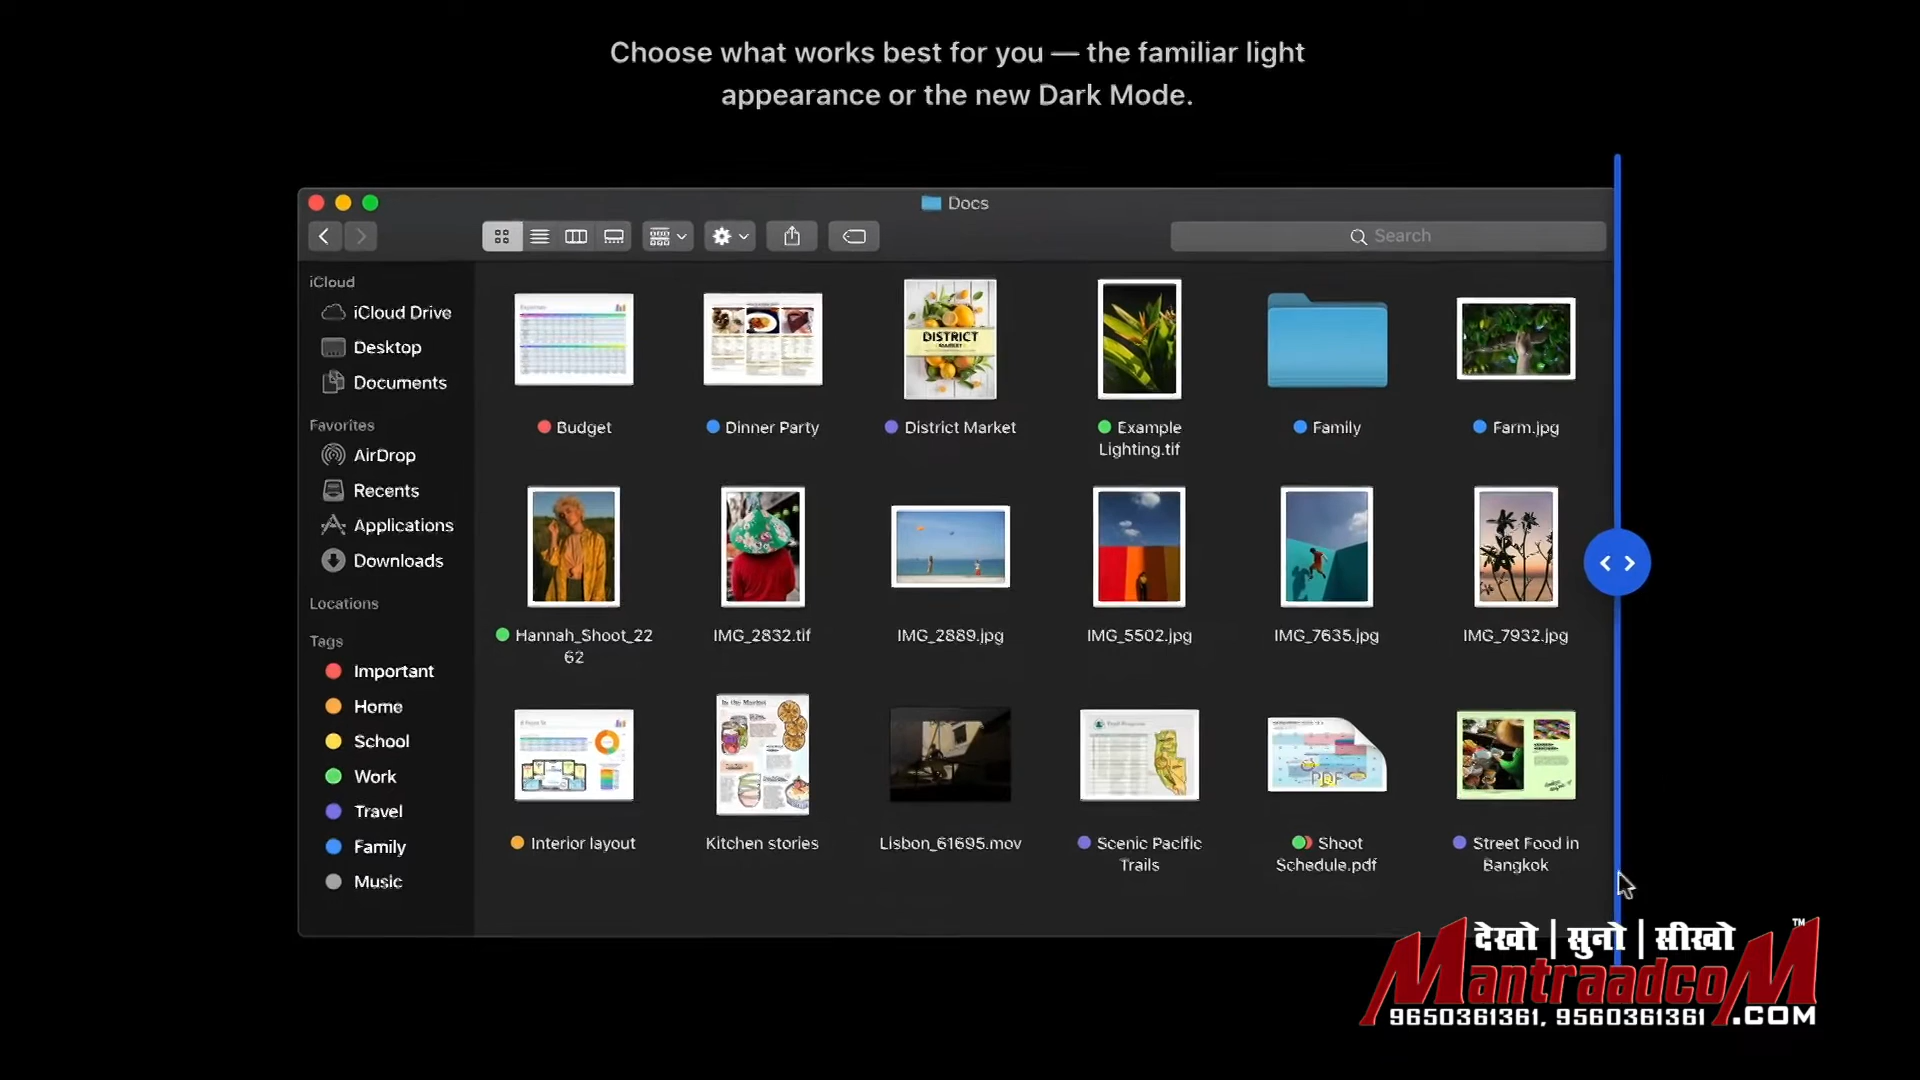 Choose what works best for you — the familiar light
appearance or the new Dark Mode.
Docs
Search
iCloud
iCloud Drive
Desktop
Documents
Favorites
AirDrop
Recents
Applications
Downloads
Locations
Tags
Important
Home
School
Work
Travel
Family
Music
DISTRICT
MARKET
Budget
Dinner Party
District Market
Example
Lighting.tif
Family
Farm.jpg
Hannah_Shoot_22
62
IMG_2832.tif
IMG_2889.jpg
IMG_5502.jpg
IMG_7635.jpg
IMG_7932.jpg
In the Market
PDF
Interior layout
Kitchen stories
Lisbon_61695.mov
Scenic Pacific
Trails
Shoot
Schedule.pdf
Street Food in
Bangkok
देखो | सुनो | सीखो
TM
MantraadcoM
9650361361, 9560361361 .COM